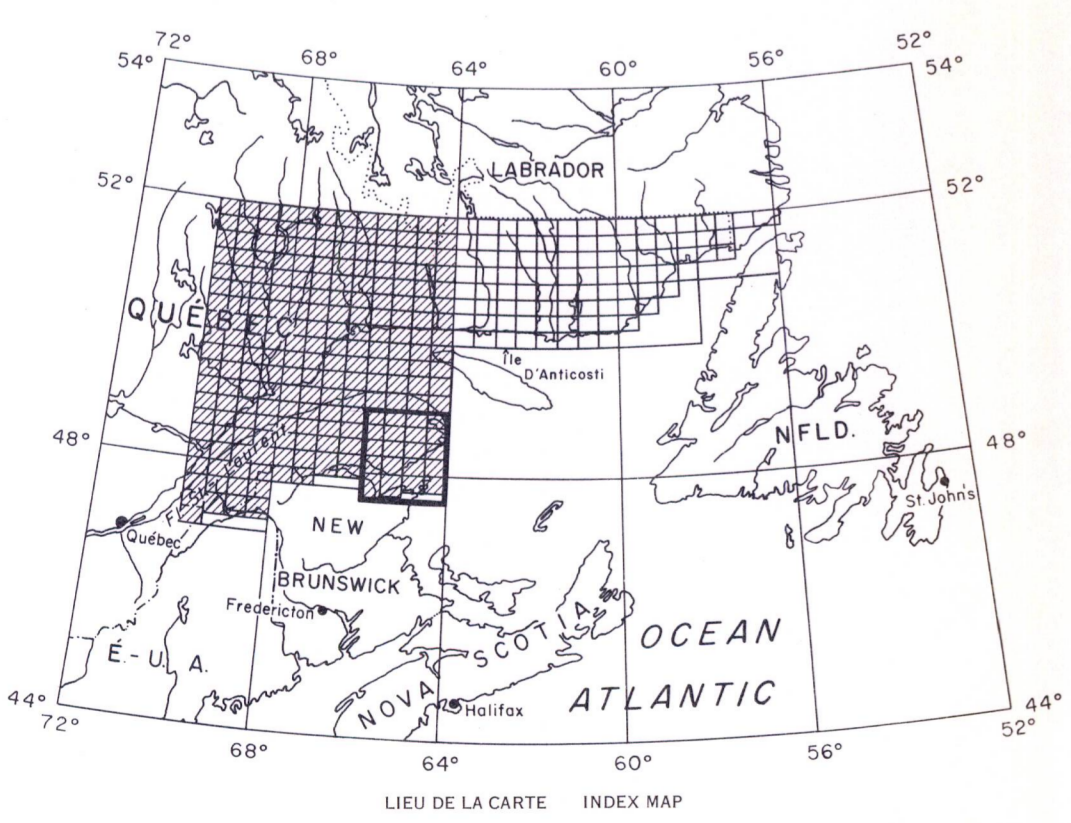 72° 68° 64° 60° 56° 52°
54° 54°
LABRADOR
52° 52°
QUÉBEC
Île
D'Anticosti
48° 48°
NFLD.
St. John's
Québec
NEW
BRUNSWICK
Fredericton
É.-U. A.
NOVA SCOTIA
Halifax
OCEAN
ATLANTIC
44° 44°
72° 68° 64° 60° 56° 52°
LIEU DE LA CARTE INDEX MAP